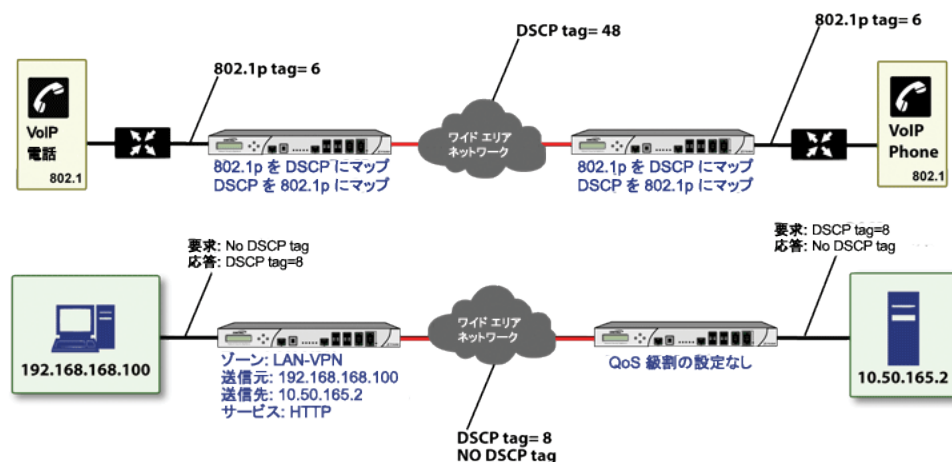 DSCP tag= 48
802.1p tag= 6
802.1p tag= 6
VoIP
電話
802.1
ワイド エリア
ネットワーク
VoIP
Phone
802.1
802.1p を DSCP にマップ
DSCP を 802.1p にマップ
802.1p を DSCP にマップ
DSCP を 802.1p にマップ
要求: No DSCP tag
応答: DSCP tag=8
要求: DSCP tag=8
応答: No DSCP tag
ワイド エリア
ネットワーク
192.168.168.100
ゾーン: LAN-VPN
送信元: 192.168.168.100
送信先: 10.50.165.2
サービス: HTTP
QoS 級割の設定なし
10.50.165.2
DSCP tag= 8
NO DSCP tag